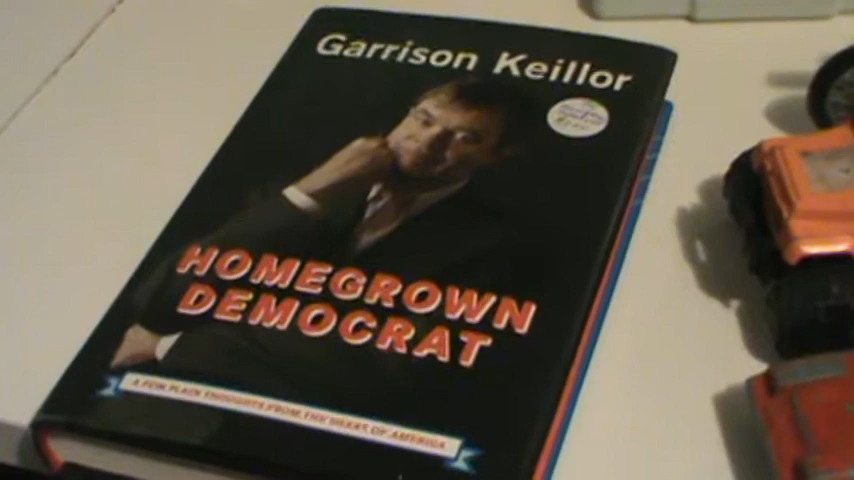 Garrison Keillor
HOMEGROWN
DEMOCRAT
A FEW PLAIN THOUGHTS FROM THE HEART OF AMERICA